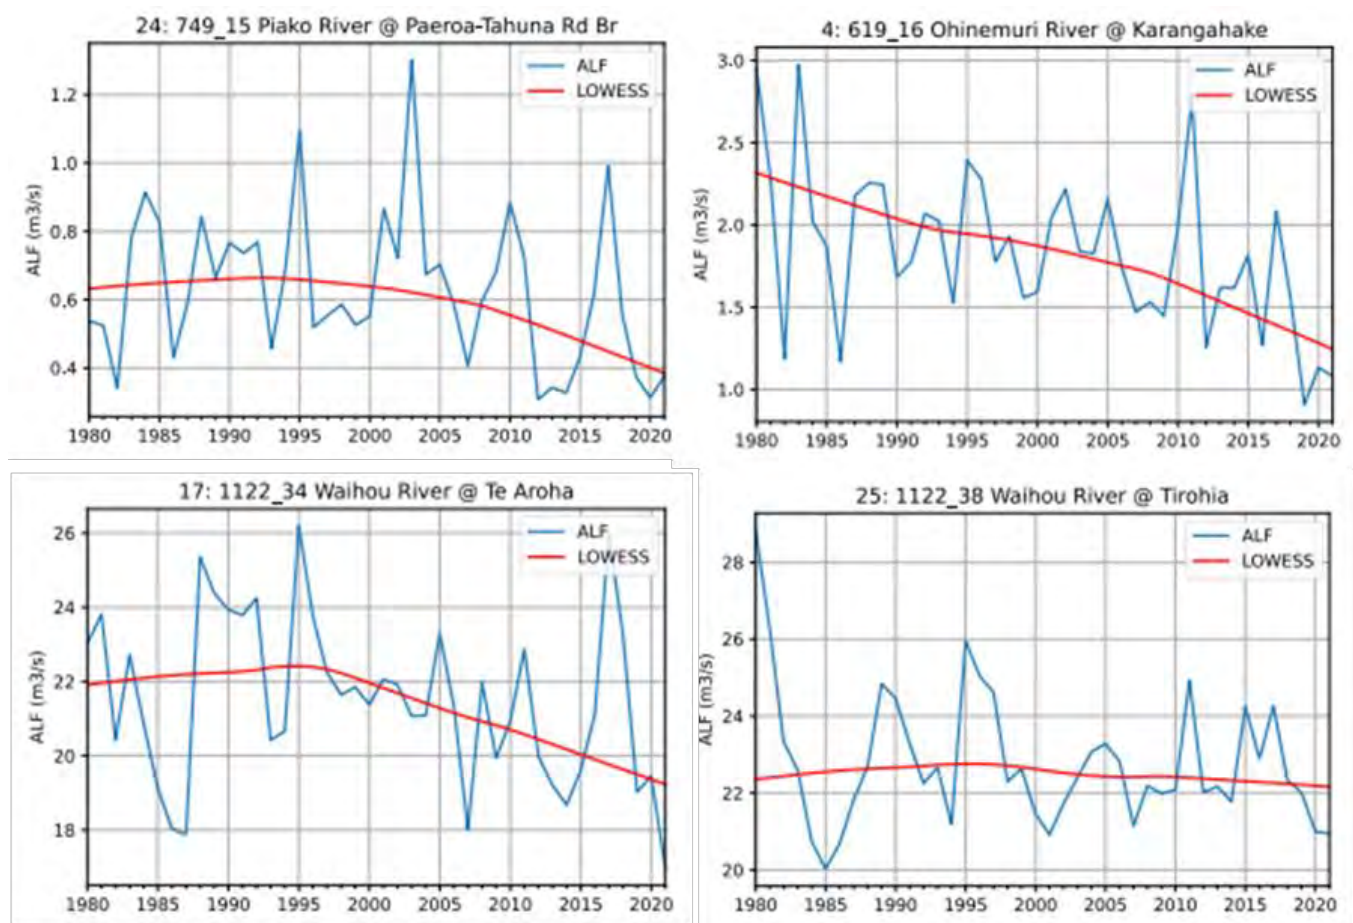 24: 749_15 Piako River @ Paeroa-Tahuna Rd Br
ALF
LOWESS
ALF (m3/s)
1.2
1.0
0.8
0.6
0.4
1980 1985 1990 1995 2000 2005 2010 2015 2020
4: 619_16 Ohinemuri River @ Karangahake
ALF
LOWESS
ALF (m3/s)
3.0
2.5
2.0
1.5
1.0
1980 1985 1990 1995 2000 2005 2010 2015 2020
17: 1122_34 Waihou River @ Te Aroha
ALF
LOWESS
ALF (m3/s)
26
24
22
20
18
1980 1985 1990 1995 2000 2005 2010 2015 2020
25: 1122_38 Waihou River @ Tirohia
ALF
LOWESS
ALF (m3/s)
28
26
24
22
20
1980 1985 1990 1995 2000 2005 2010 2015 2020